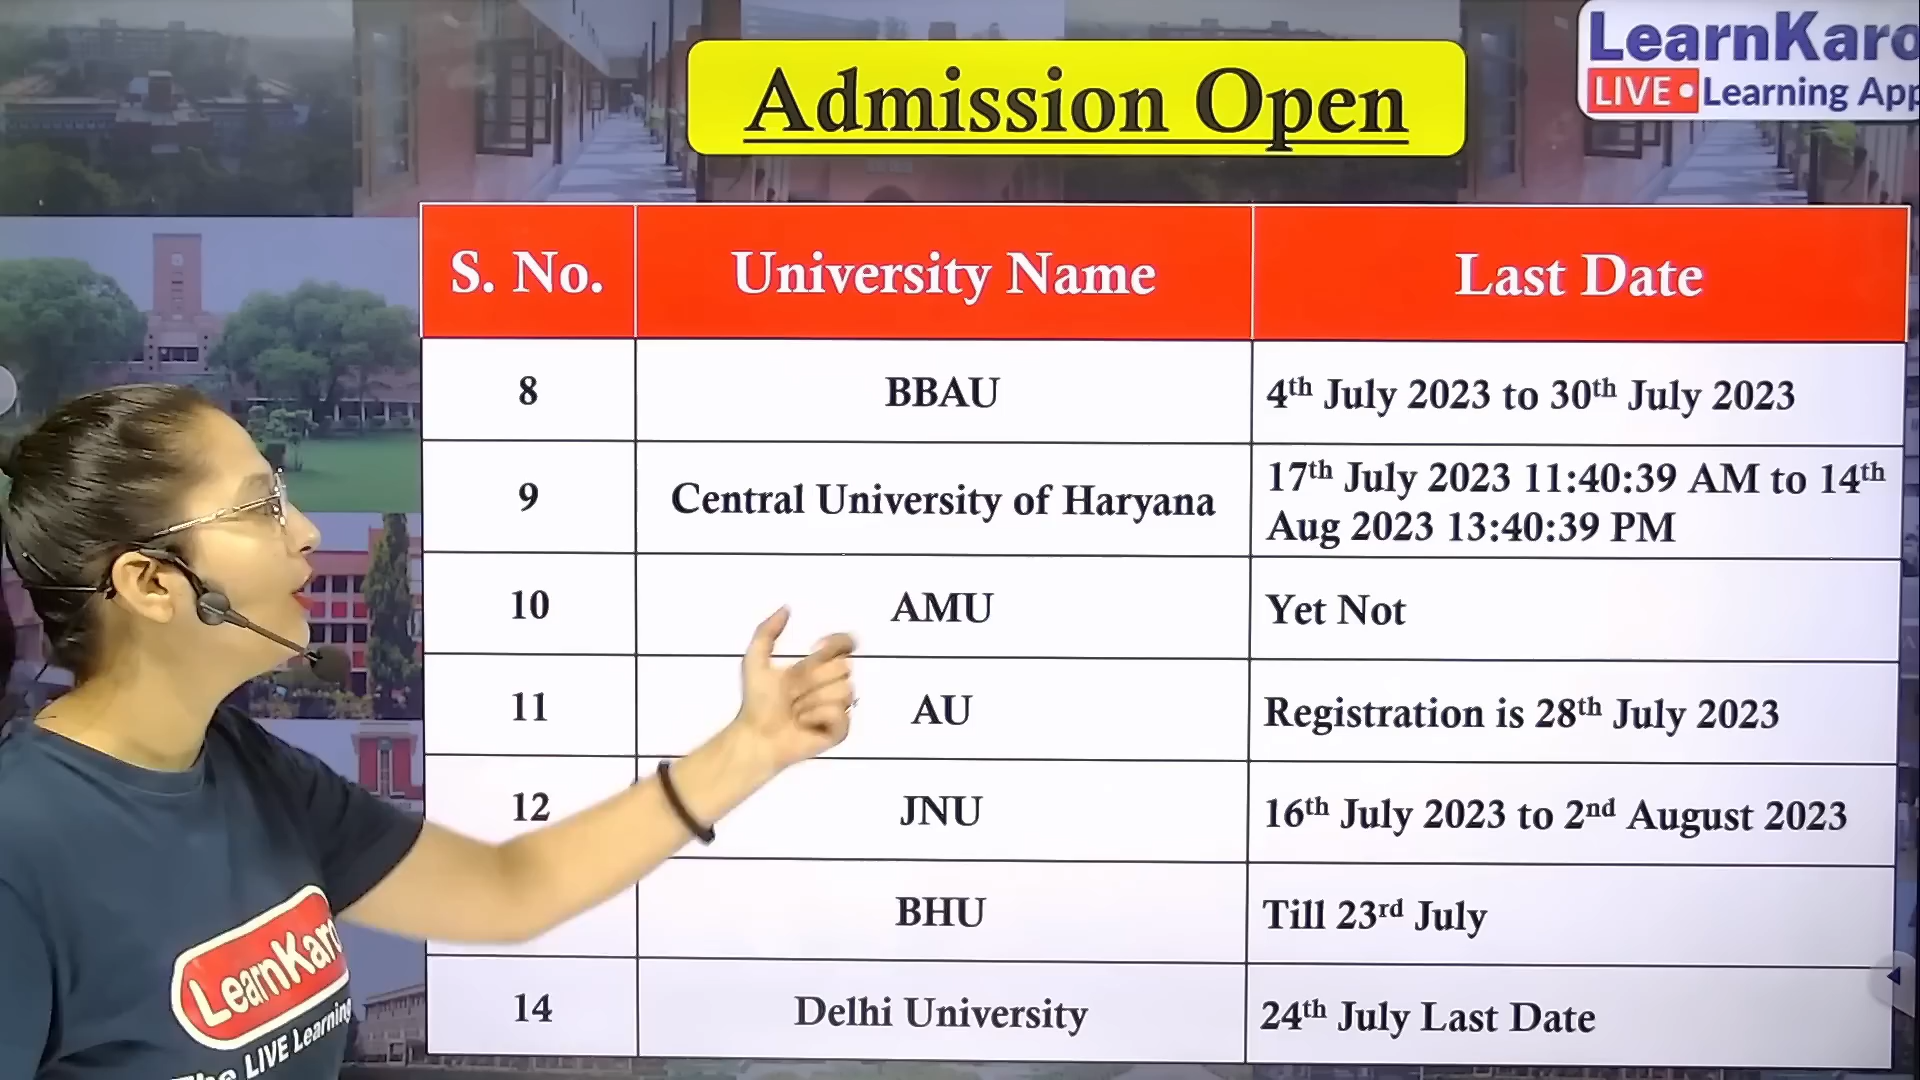 Admission Open
LearnKaro
LIVE • Learning App
S. No. University Name Last Date
8 BBAU 4th July 2023 to 30th July 2023
9 Central University of Haryana 17th July 2023 11:40:39 AM to 14th
Aug 2023 13:40:39 PM
10 AMU Yet Not
11 AU Registration is 28th July 2023
12 JNU 16th July 2023 to 2nd August 2023
BHU Till 23rd July
14 Delhi University 24th July Last Date
LearnKaro
The LIVE Learning